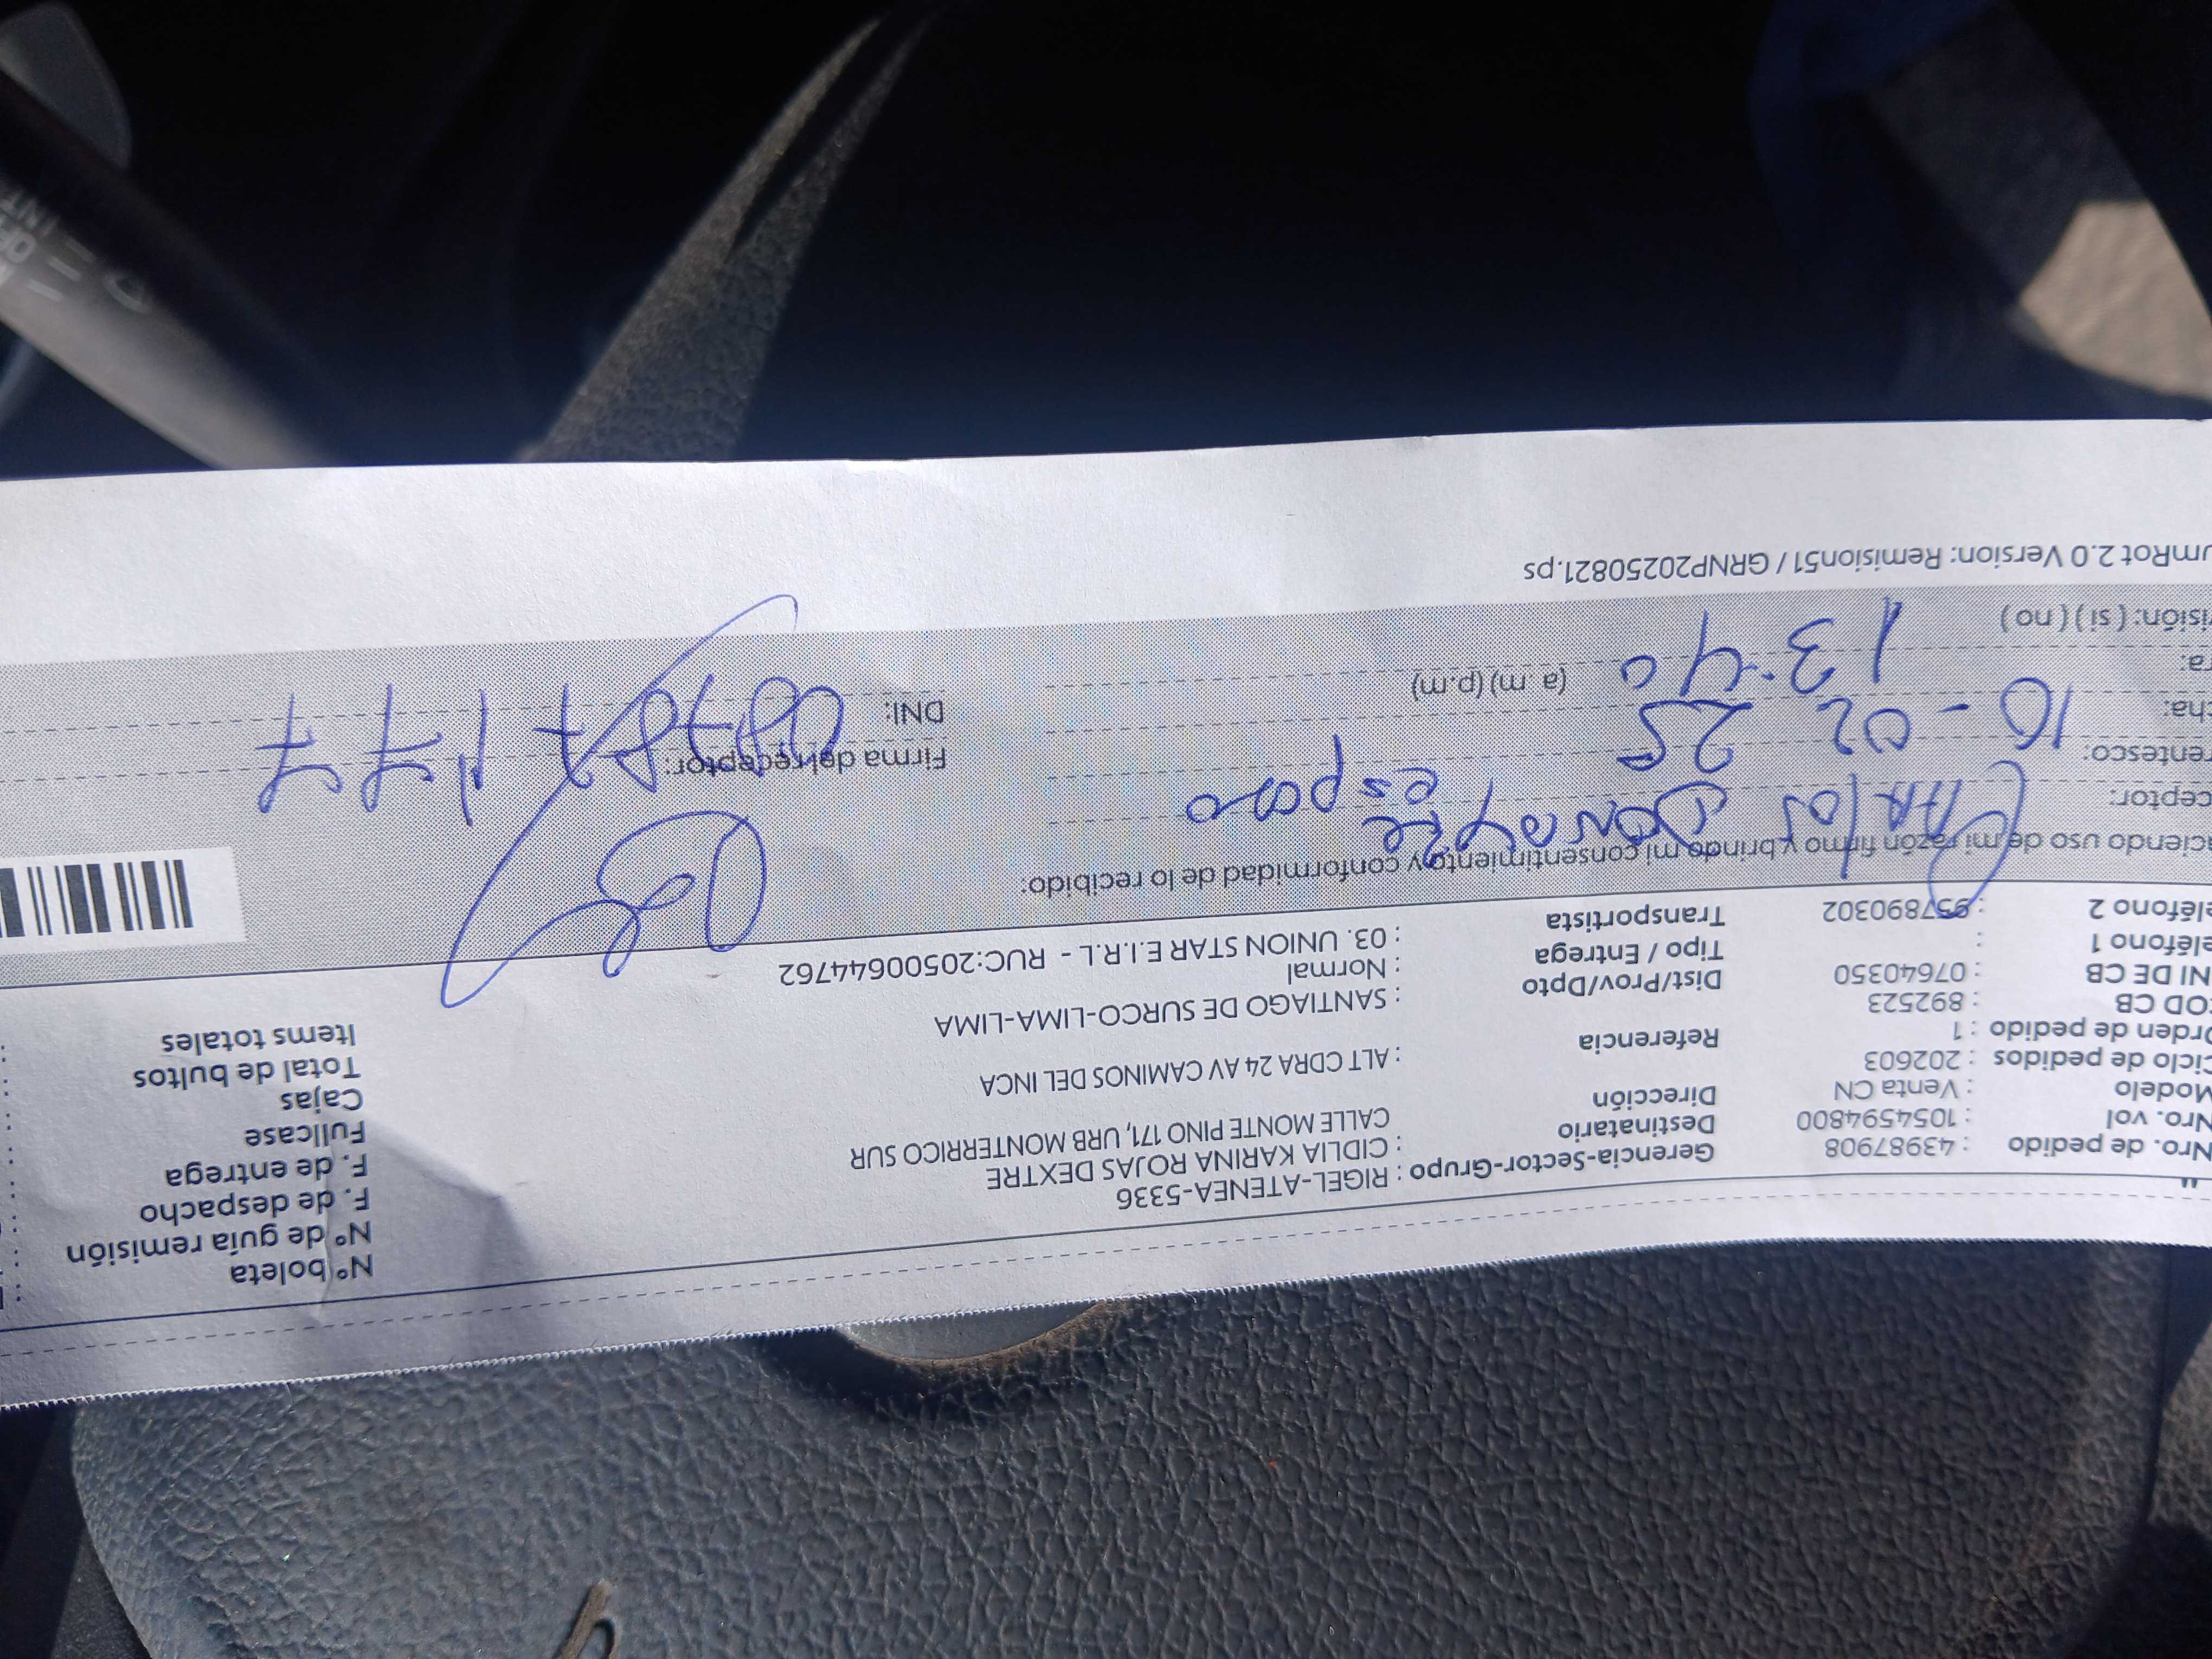 Nº boleta :
Nº de guía remisión :
F. de despacho :
F. de entrega :
Fullcase :
Cajas :
Total de bultos :
Items totales :
Nro. de pedido : 43987908
Nro. vol : 1054594800
Modelo : Venta CN
Ciclo de pedidos : 202603
Orden de pedido : 1
COD CB : 892523
NI DE CB : 07640350
eléfono 1 :
eléfono 2 : 957890302
Gerencia-Sector-Grupo : RIGEL-ATENEA-5336
Destinatario : CIDLIA KARINA ROJAS DEXTRE
Dirección CALLE MONTE PINO 171, URB MONTERRICO SUR
Referencia : ALT CDRA 24 AV CAMINOS DEL INCA
Dist/Prov/Dpto : SANTIAGO DE SURCO-LIMA-LIMA
Tipo / Entrega : Normal
Transportista : 03. UNION STAR E.I.R.L - RUC:20500644762
aciendo uso de mi razón firmo y brindo mi consentimiento y conformidad de lo recibido:
ceptor: Carlos
rentesco: esposo
cha: 10-02 25
ra: 13:40 (a. m) (p.m)
isión: ( si ) ( no )
Firma del receptor:
DNI:
umRot 2.0 Version: Remision51 / GRNP20250821.ps